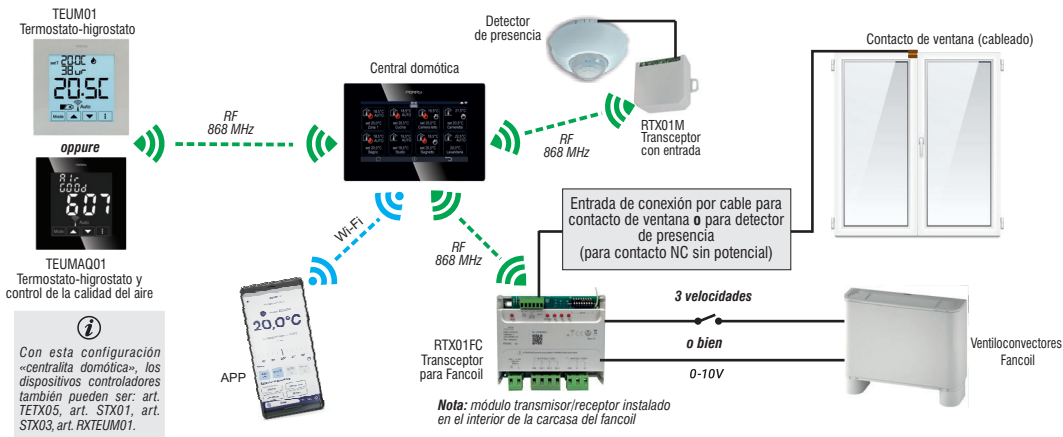 TEUM01
Termostato-higrostato
SET 20.0C
38ur
20.5C
Auto
Mode
oppure
AIr
GOOd
607
Auto
Mode
TEUMAQ01
Termostato-higrostato y
control de la calidad del aire
Con esta configuración
«centralita domótica», los
dispositivos controladores
también pueden ser: art.
TETX05, art. STX01, art.
STX03, art. RXTEUM01.
RF
868 MHz
Central domótica
PERRY
Wi-Fi
RF
868 MHz
APP
20,0°C
Detector
de presencia
RF
868 MHz
RTX01M
Transceptor
con entrada
Contacto de ventana (cableado)
Entrada de conexión por cable para
contacto de ventana o para detector
de presencia
(para contacto NC sin potencial)
RTX01FC
Transceptor
para Fancoil
3 velocidades
o bien
0-10V
Ventiloconvectores
Fancoil
Nota: módulo transmisor/receptor instalado
en el interior de la carcasa del fancoil